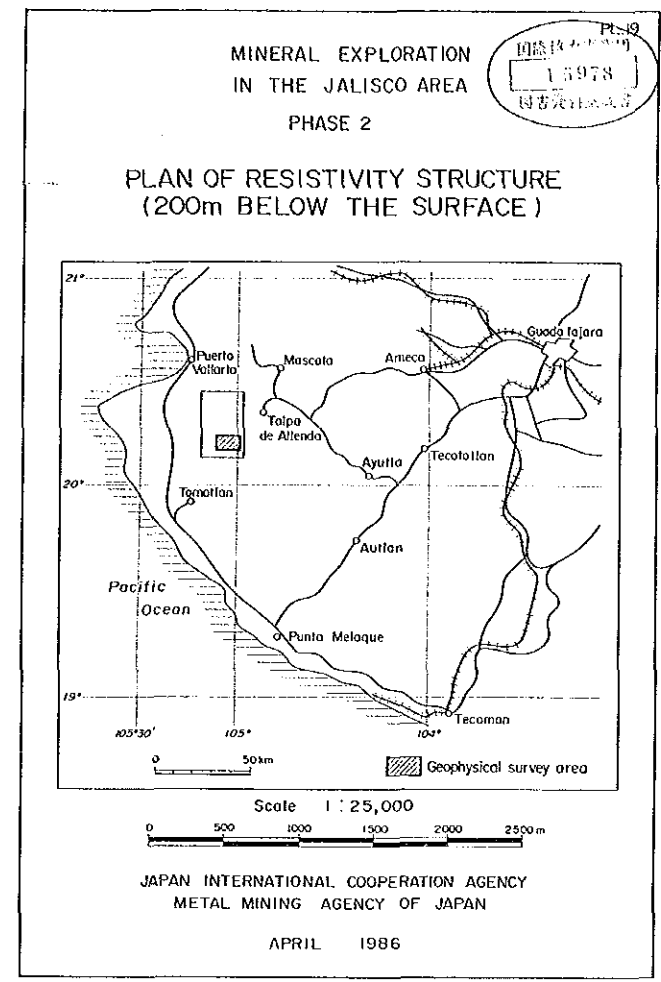 PL.19
15978
MINERAL EXPLORATION
IN THE JALISCO AREA
PHASE 2
PLAN OF RESISTIVITY STRUCTURE
(200m BELOW THE SURFACE)
21°
Guadalajara
Puerto
Vallarta
Mascota
Ameca
Talpa
de Allenda
Ayutla
Tecotollan
20°
Tomatlan
Autlan
Pacific
Ocean
Punta Melaque
19°
Tecoman
105°30'
105°
104°
0 50km
Geophysical survey area
Scale 1:25,000
0 500 1000 1500 2000 2500m
JAPAN INTERNATIONAL COOPERATION AGENCY
METAL MINING AGENCY OF JAPAN
APRIL 1986